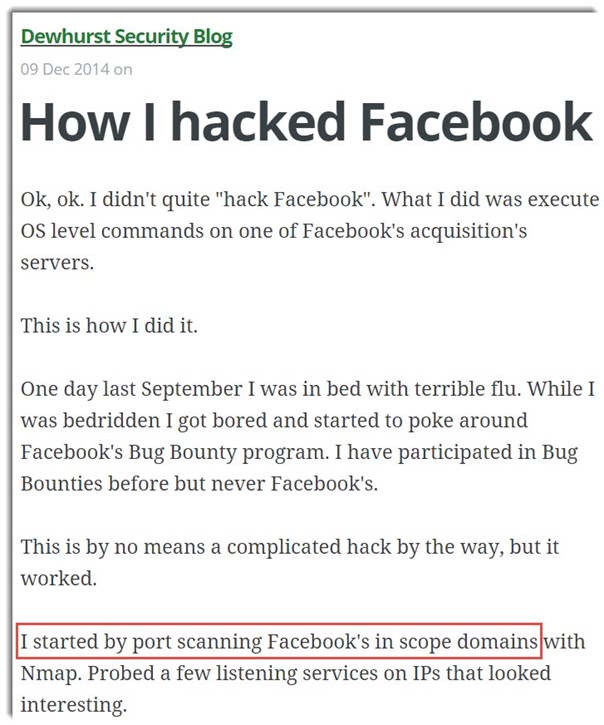 Dewhurst Security Blog
09 Dec 2014 on
How I hacked Facebook
Ok, ok. I didn't quite "hack Facebook". What I did was execute
OS level commands on one of Facebook's acquisition's
servers.
This is how I did it.
One day last September I was in bed with terrible flu. While I
was bedridden I got bored and started to poke around
Facebook's Bug Bounty program. I have participated in Bug
Bounties before but never Facebook's.
This is by no means a complicated hack by the way, but it
worked.
I started by port scanning Facebook's in scope domains with
Nmap. Probed a few listening services on IPs that looked
interesting.